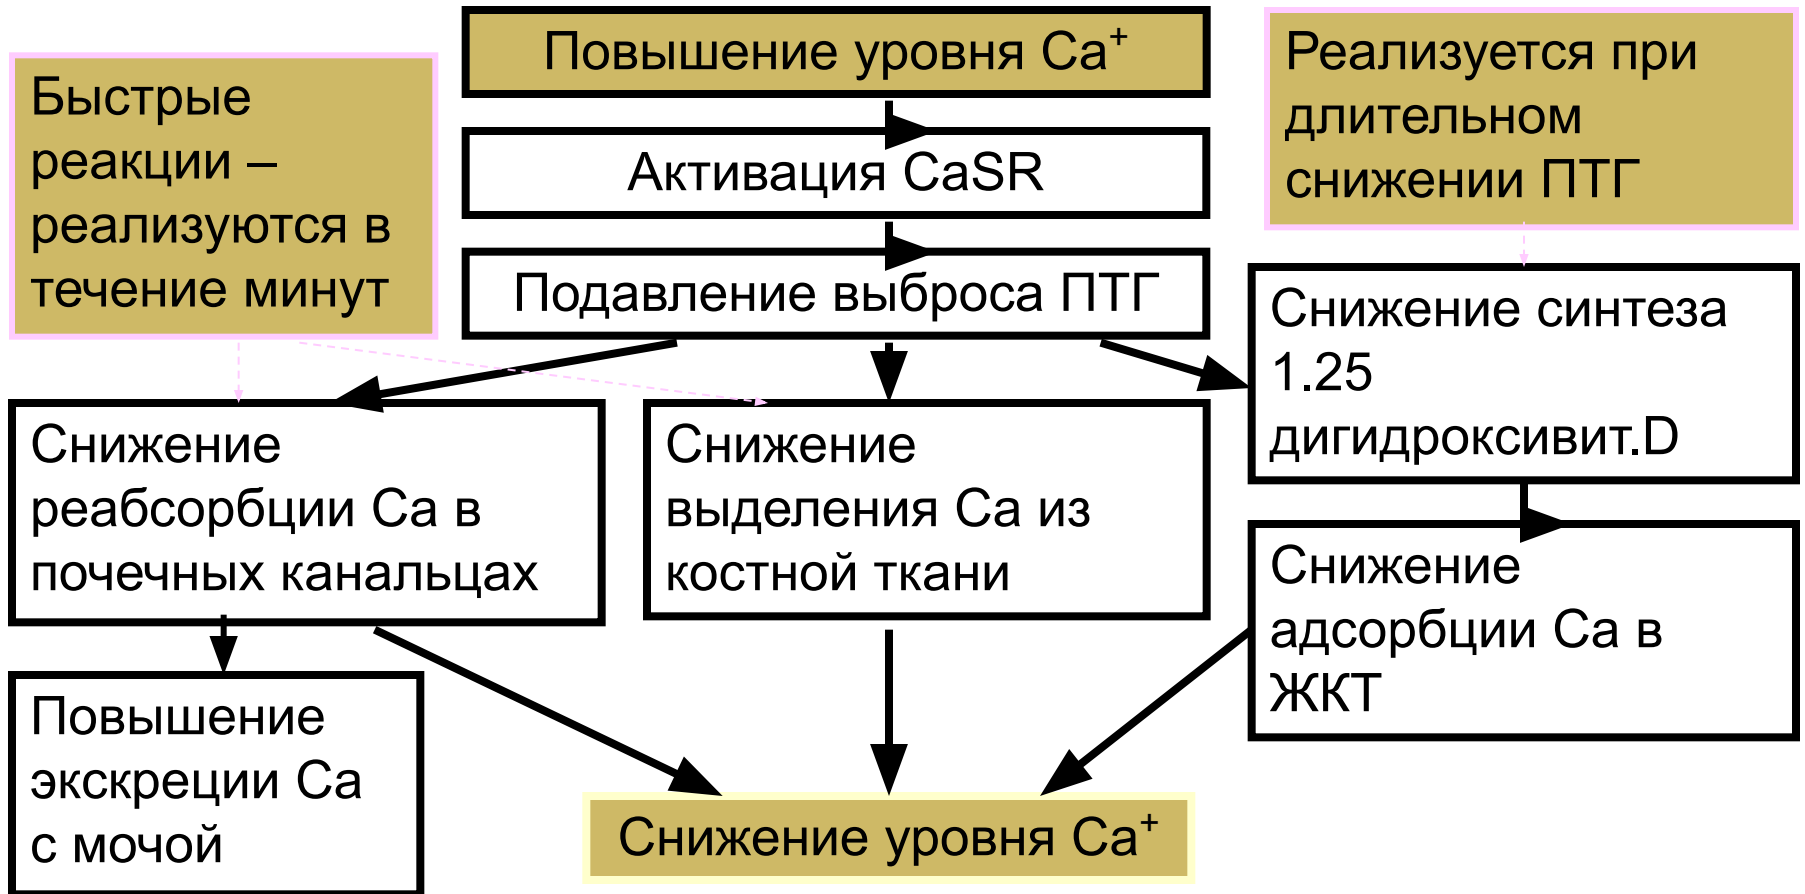 Повышение уровня Ca⁺
Быстрые
реакции –
реализуются в
течение минут
Реализуется при
длительном
снижении ПТГ
Активация CaSR
Подавление выброса ПТГ
Снижение
реабсорбции Ca в
почечных канальцах
Снижение
выделения Ca из
костной ткани
Снижение синтеза
1.25
дигидроксивит.D
Снижение
адсорбции Ca в
ЖКТ
Повышение
экскреции Ca
с мочой
Снижение уровня Ca⁺